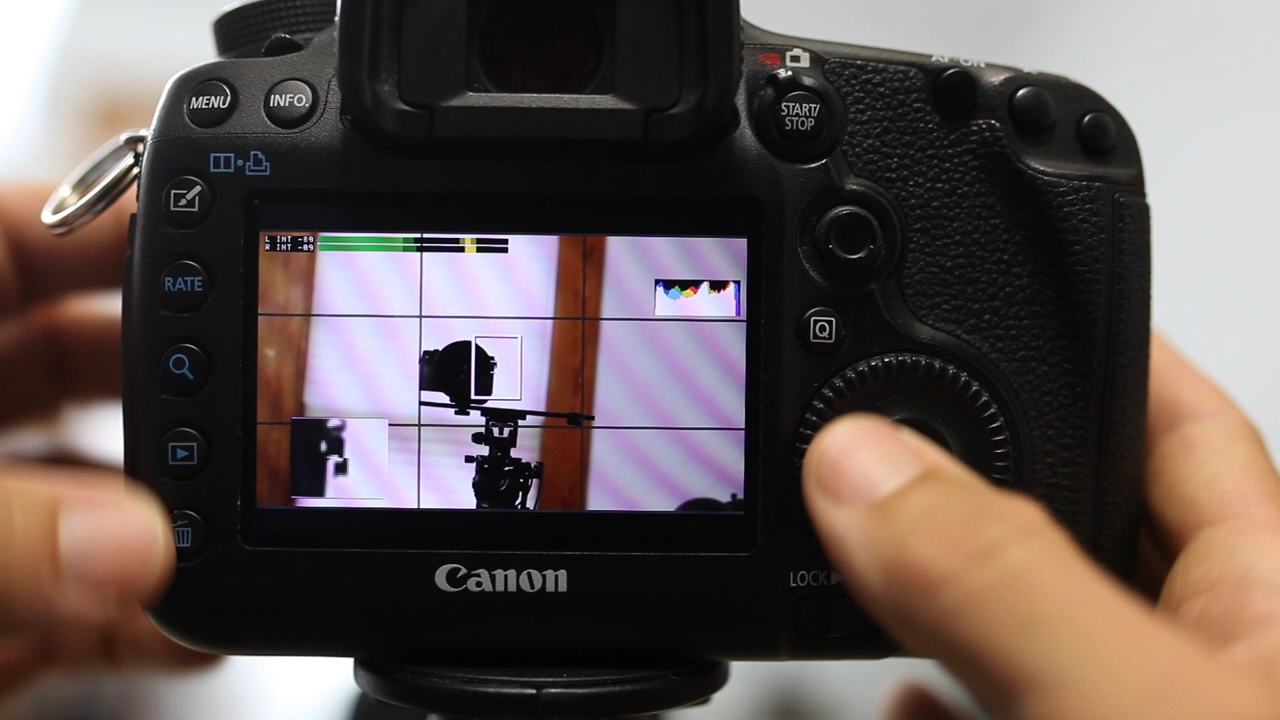 MENU
INFO.
START/
STOP
AF-ON
RATE
L INT -09
R INT -09
Q
Canon
LOCK▶